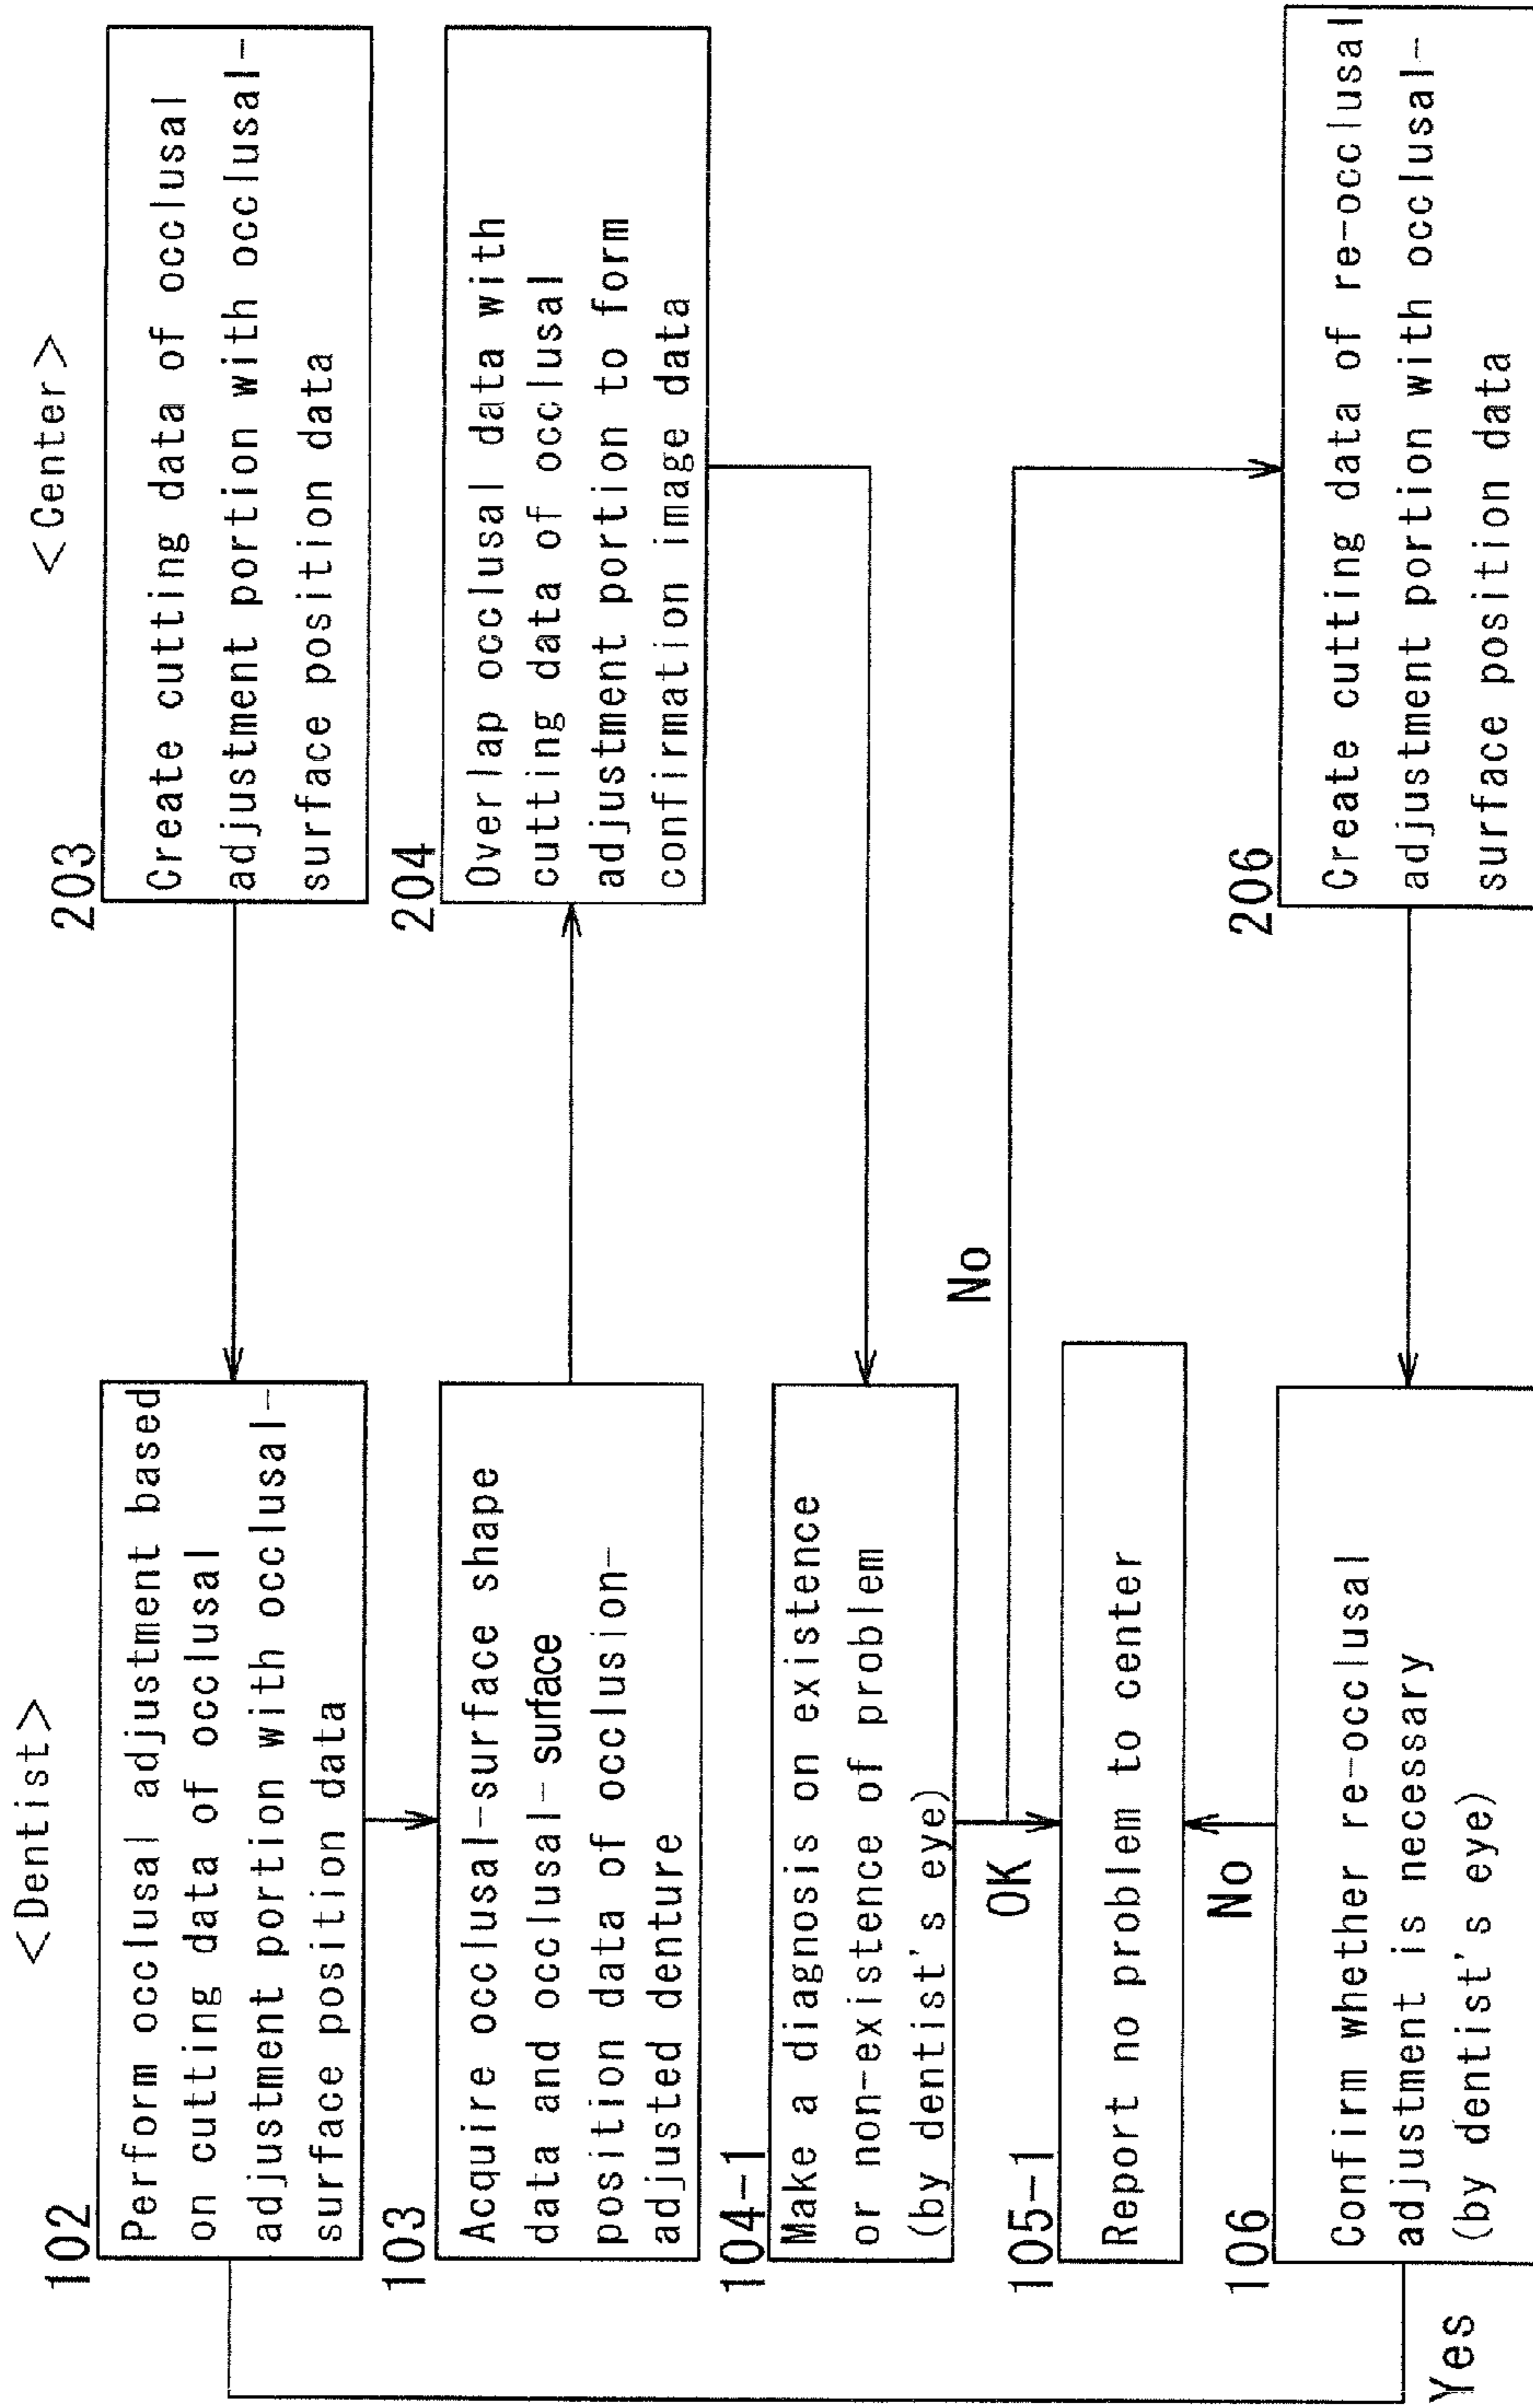 <Dentist>
<Center>
102
Perform occlusal adjustment based
on cutting data of occlusal
adjustment portion with occlusal-
surface position data
203
Create cutting data of occlusal
adjustment portion with occlusal-
surface position data
103
Acquire occlusal-surface shape
data and occlusal-surface
position data of occlusion-
adjusted denture
204
Overlap occlusal data with
cutting data of occlusal
adjustment portion to form
confirmation image data
104-1
Make a diagnosis on existence
or non-existence of problem
(by dentist's eye)
OK
No
105-1
Report no problem to center
No
106
Confirm whether re-occlusal
adjustment is necessary
(by dentist's eye)
206
Create cutting data of re-occlusal
adjustment portion with occlusal-
surface position data
Yes